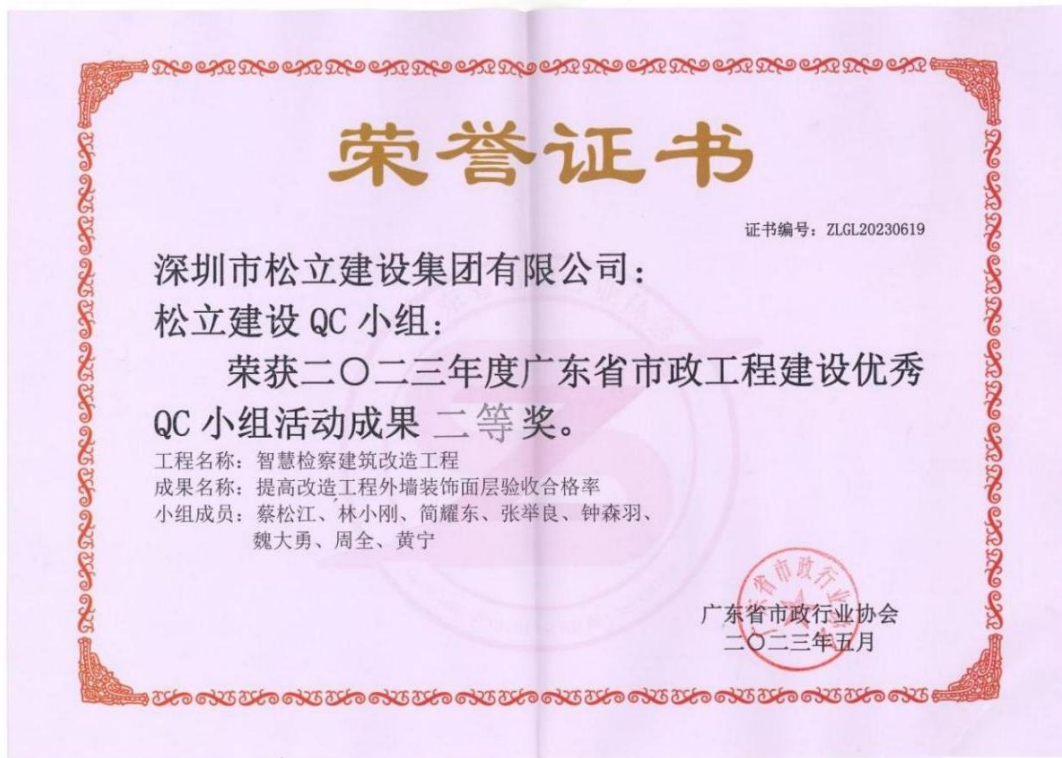 荣誉证书
证书编号：ZLGL20230619
深圳市松立建设集团有限公司：
松立建设QC小组：
荣获二〇二三年度广东省市政工程建设优秀
QC小组活动成果 二等奖。
工程名称：智慧检察建筑改造工程
成果名称：提高改造工程外墙装饰面层验收合格率
小组成员：蔡松江、林小刚、简耀东、张举良、钟森羽、
魏大勇、周全、黄宁
广东省市政行业协会
二〇二三年五月